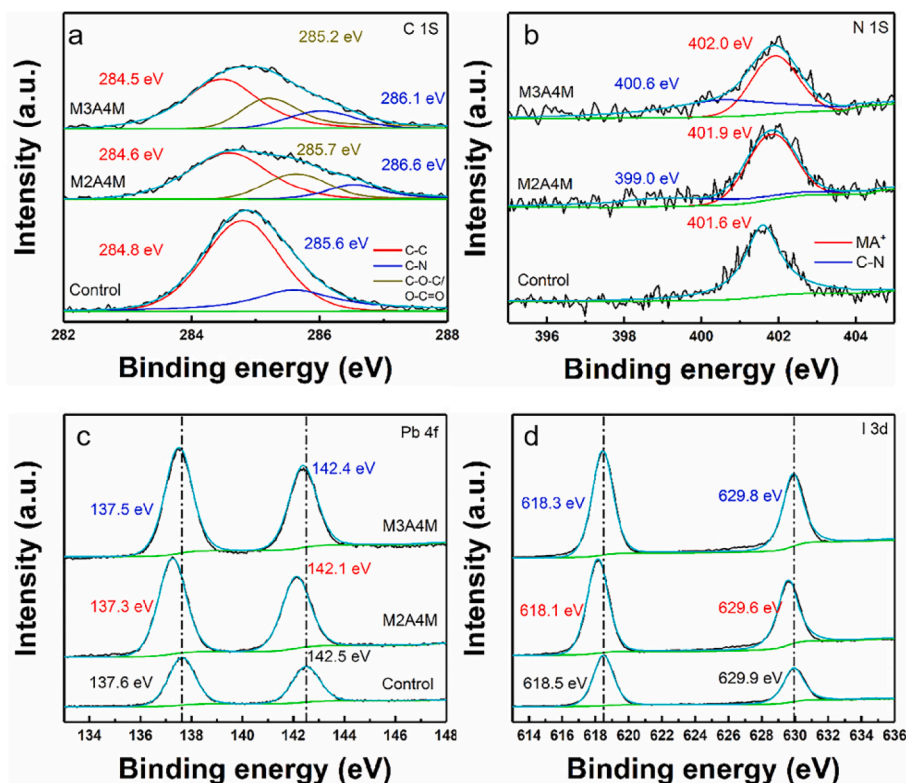 a
C 1S
285.2 eV
284.5 eV
286.1 eV
M3A4M
285.7 eV
284.6 eV
286.6 eV
M2A4M
284.8 eV
285.6 eV
C-C
C-N
C-O-C/
O-C=O
Control
282 284 286 288
Binding energy (eV)
Intensity (a.u.)
b
N 1S
402.0 eV
400.6 eV
M3A4M
401.9 eV
399.0 eV
M2A4M
401.6 eV
MA⁺
C-N
Control
396 398 400 402 404
Binding energy (eV)
Intensity (a.u.)
c
Pb 4f
142.4 eV
137.5 eV
M3A4M
142.1 eV
137.3 eV
M2A4M
142.5 eV
137.6 eV
Control
134 136 138 140 142 144 146 148
Binding energy (eV)
Intensity (a.u.)
d
I 3d
618.3 eV
629.8 eV
618.1 eV
629.6 eV
618.5 eV
629.9 eV
614 616 618 620 622 624 626 628 630 632 634 636
Binding energy (eV)
Intensity (a.u.)